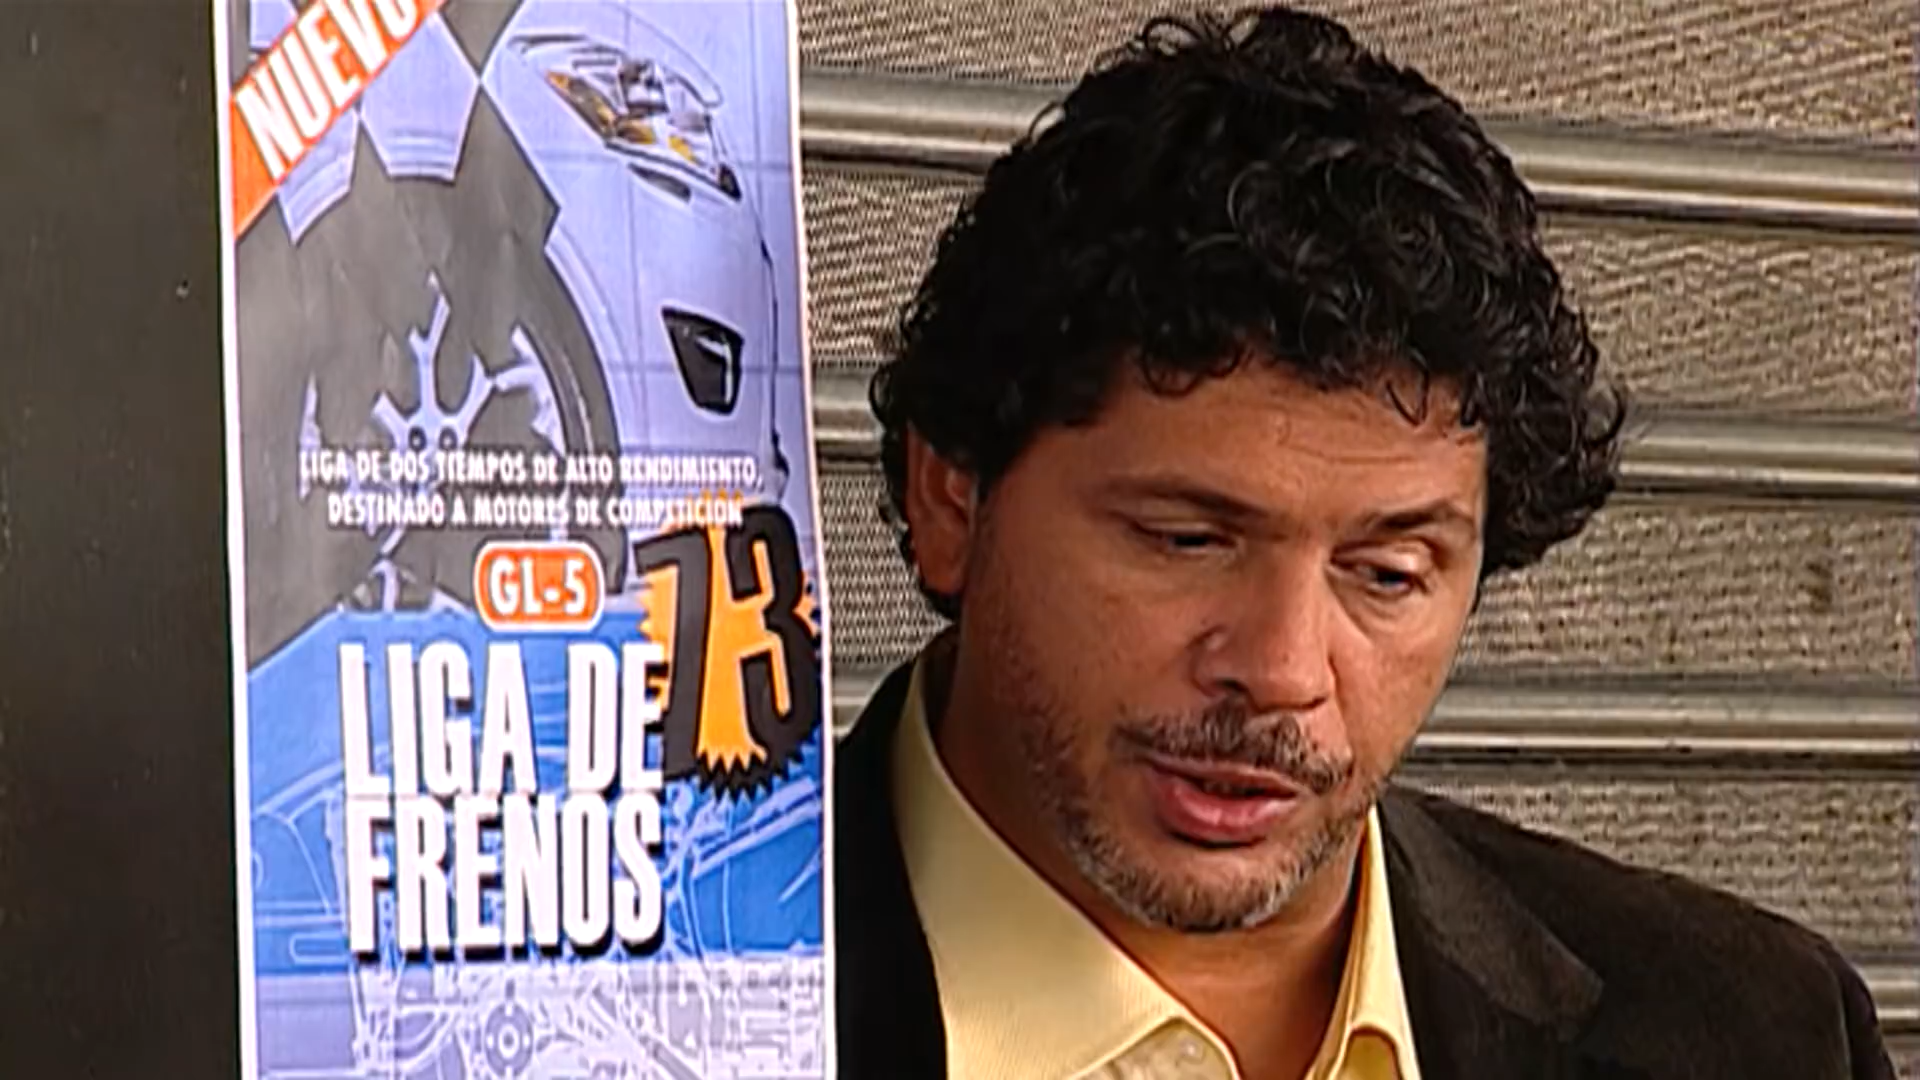 NUEVO
LIGA DE DOS TIEMPOS DE ALTO RENDIMIENTO,
DESTINADO A MOTORES DE COMPETICIÓN
GL-5
73
LIGA DE
FRENOS